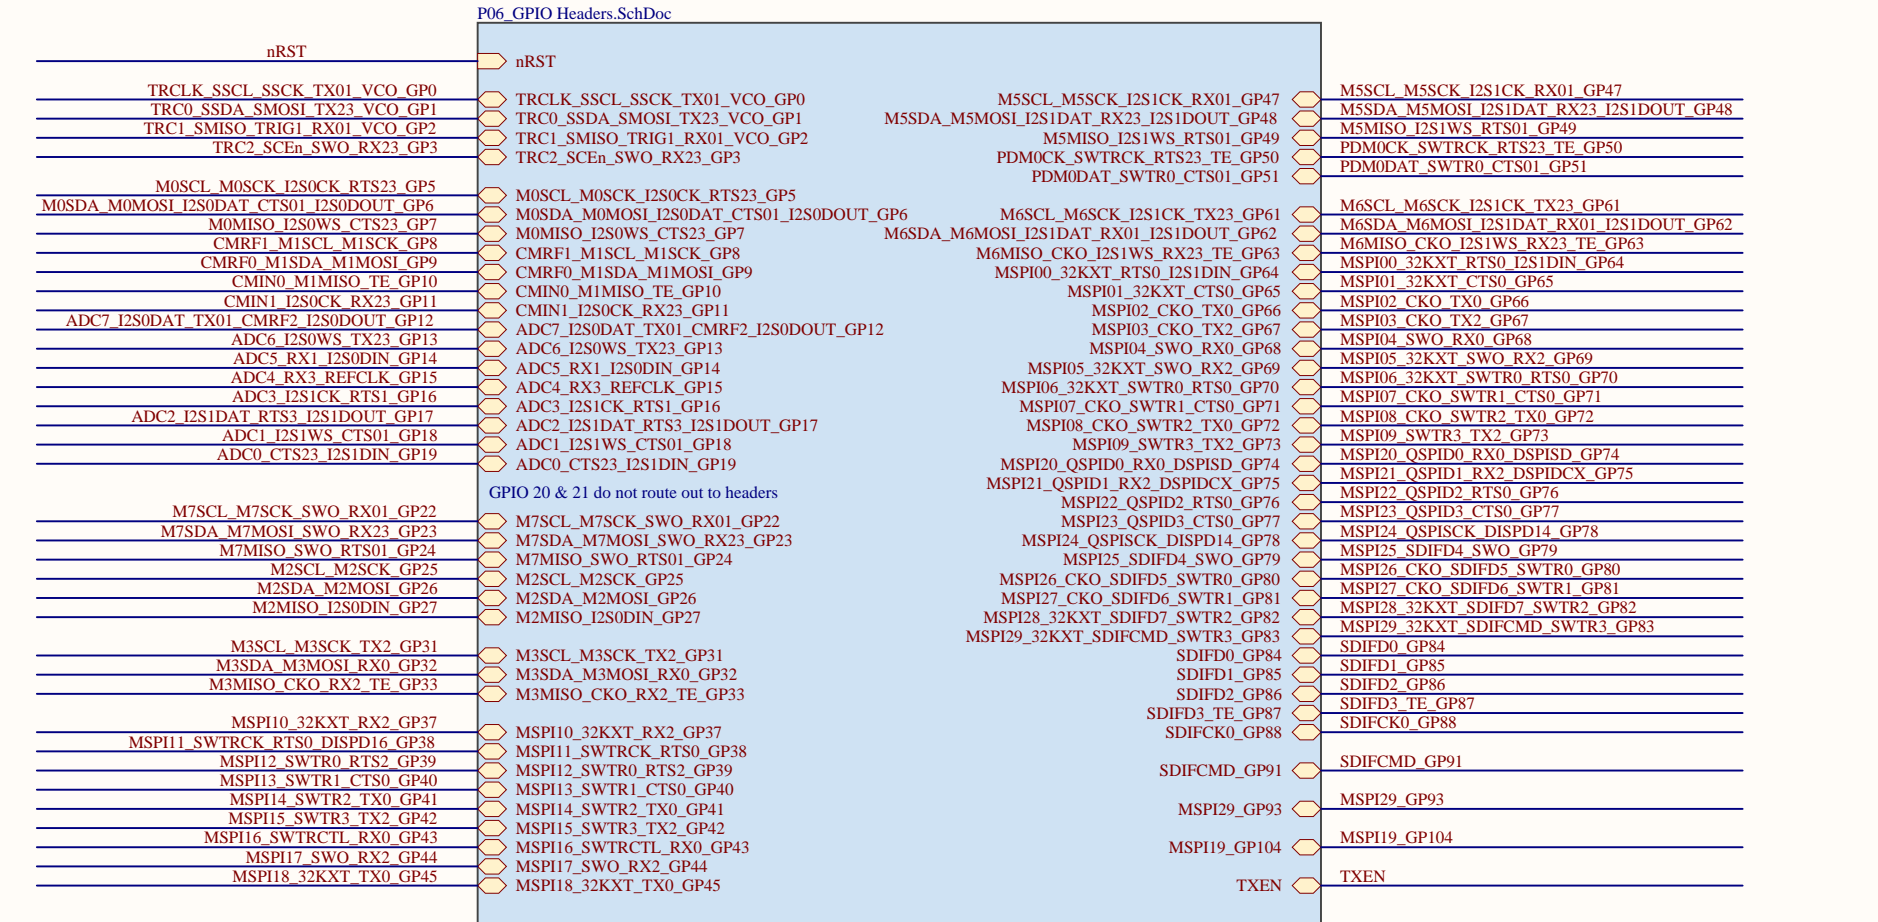 P06_GPIO Headers.SchDoc
nRST
TRCLK_SSCL_SSCK_TX01_VCO_GP0
TRC0_SSDA_SMOSI_TX23_VCO_GP1
TRC1_SMISO_TRIG1_RX01_VCO_GP2
TRC2_SCEn_SWO_RX23_GP3
M0SCL_M0SCK_I2S0CK_RTS23_GP5
M0SDA_M0MOSI_I2S0DAT_CTS01_I2S0DOUT_GP6
M0MISO_I2S0WS_CTS23_GP7
CMRF1_M1SCL_M1SCK_GP8
CMRF0_M1SDA_M1MOSI_GP9
CMIN0_M1MISO_TE_GP10
CMIN1_I2S0CK_RX23_GP11
ADC7_I2S0DAT_TX01_CMRF2_I2S0DOUT_GP12
ADC6_I2S0WS_TX23_GP13
ADC5_RX1_I2S0DIN_GP14
ADC4_RX3_REFCLK_GP15
ADC3_I2S1CK_RTS1_GP16
ADC2_I2S1DAT_RTS3_I2S1DOUT_GP17
ADC1_I2S1WS_CTS01_GP18
ADC0_CTS23_I2S1DIN_GP19
M7SCL_M7SCK_SWO_RX01_GP22
M7SDA_M7MOSI_SWO_RX23_GP23
M7MISO_SWO_RTS01_GP24
M2SCL_M2SCK_GP25
M2SDA_M2MOSI_GP26
M2MISO_I2S0DIN_GP27
M3SCL_M3SCK_TX2_GP31
M3SDA_M3MOSI_RX0_GP32
M3MISO_CKO_RX2_TE_GP33
MSPI10_32KXT_RX2_GP37
MSPI11_SWTRCK_RTS0_DISPD16_GP38
MSPI12_SWTR0_RTS2_GP39
MSPI13_SWTR1_CTS0_GP40
MSPI14_SWTR2_TX0_GP41
MSPI15_SWTR3_TX2_GP42
MSPI16_SWTRCTL_RX0_GP43
MSPI17_SWO_RX2_GP44
MSPI18_32KXT_TX0_GP45
nRST
TRCLK_SSCL_SSCK_TX01_VCO_GP0
TRC0_SSDA_SMOSI_TX23_VCO_GP1
TRC1_SMISO_TRIG1_RX01_VCO_GP2
TRC2_SCEn_SWO_RX23_GP3
M0SCL_M0SCK_I2S0CK_RTS23_GP5
M0SDA_M0MOSI_I2S0DAT_CTS01_I2S0DOUT_GP6
M0MISO_I2S0WS_CTS23_GP7
CMRF1_M1SCL_M1SCK_GP8
CMRF0_M1SDA_M1MOSI_GP9
CMIN0_M1MISO_TE_GP10
CMIN1_I2S0CK_RX23_GP11
ADC7_I2S0DAT_TX01_CMRF2_I2S0DOUT_GP12
ADC6_I2S0WS_TX23_GP13
ADC5_RX1_I2S0DIN_GP14
ADC4_RX3_REFCLK_GP15
ADC3_I2S1CK_RTS1_GP16
ADC2_I2S1DAT_RTS3_I2S1DOUT_GP17
ADC1_I2S1WS_CTS01_GP18
ADC0_CTS23_I2S1DIN_GP19
GPIO 20 & 21 do not route out to headers
M7SCL_M7SCK_SWO_RX01_GP22
M7SDA_M7MOSI_SWO_RX23_GP23
M7MISO_SWO_RTS01_GP24
M2SCL_M2SCK_GP25
M2SDA_M2MOSI_GP26
M2MISO_I2S0DIN_GP27
M3SCL_M3SCK_TX2_GP31
M3SDA_M3MOSI_RX0_GP32
M3MISO_CKO_RX2_TE_GP33
MSPI10_32KXT_RX2_GP37
MSPI11_SWTRCK_RTS0_GP38
MSPI12_SWTR0_RTS2_GP39
MSPI13_SWTR1_CTS0_GP40
MSPI14_SWTR2_TX0_GP41
MSPI15_SWTR3_TX2_GP42
MSPI16_SWTRCTL_RX0_GP43
MSPI17_SWO_RX2_GP44
MSPI18_32KXT_TX0_GP45
M5SCL_M5SCK_I2S1CK_RX01_GP47
M5SDA_M5MOSI_I2S1DAT_RX23_I2S1DOUT_GP48
M5MISO_I2S1WS_RTS01_GP49
PDM0CK_SWTRCK_RTS23_TE_GP50
PDM0DAT_SWTR0_CTS01_GP51
M6SCL_M6SCK_I2S1CK_TX23_GP61
M6SDA_M6MOSI_I2S1DAT_RX01_I2S1DOUT_GP62
M6MISO_CKO_I2S1WS_RX23_TE_GP63
MSPI00_32KXT_RTS0_I2S1DIN_GP64
MSPI01_32KXT_CTS0_GP65
MSPI02_CKO_TX0_GP66
MSPI03_CKO_TX2_GP67
MSPI04_SWO_RX0_GP68
MSPI05_32KXT_SWO_RX2_GP69
MSPI06_32KXT_SWTR0_RTS0_GP70
MSPI07_CKO_SWTR1_CTS0_GP71
MSPI08_CKO_SWTR2_TX0_GP72
MSPI09_SWTR3_TX2_GP73
MSPI20_QSPID0_RX0_DSPISD_GP74
MSPI21_QSPID1_RX2_DSPIDCX_GP75
MSPI22_QSPID2_RTS0_GP76
MSPI23_QSPID3_CTS0_GP77
MSPI24_QSPISCK_DISPD14_GP78
MSPI25_SDIFD4_SWO_GP79
MSPI26_CKO_SDIFD5_SWTR0_GP80
MSPI27_CKO_SDIFD6_SWTR1_GP81
MSPI28_32KXT_SDIFD7_SWTR2_GP82
MSPI29_32KXT_SDIFCMD_SWTR3_GP83
SDIFD0_GP84
SDIFD1_GP85
SDIFD2_GP86
SDIFD3_TE_GP87
SDIFCK0_GP88
SDIFCMD_GP91
MSPI29_GP93
MSPI19_GP104
TXEN
M5SCL_M5SCK_I2S1CK_RX01_GP47
M5SDA_M5MOSI_I2S1DAT_RX23_I2S1DOUT_GP48
M5MISO_I2S1WS_RTS01_GP49
PDM0CK_SWTRCK_RTS23_TE_GP50
PDM0DAT_SWTR0_CTS01_GP51
M6SCL_M6SCK_I2S1CK_TX23_GP61
M6SDA_M6MOSI_I2S1DAT_RX01_I2S1DOUT_GP62
M6MISO_CKO_I2S1WS_RX23_TE_GP63
MSPI00_32KXT_RTS0_I2S1DIN_GP64
MSPI01_32KXT_CTS0_GP65
MSPI02_CKO_TX0_GP66
MSPI03_CKO_TX2_GP67
MSPI04_SWO_RX0_GP68
MSPI05_32KXT_SWO_RX2_GP69
MSPI06_32KXT_SWTR0_RTS0_GP70
MSPI07_CKO_SWTR1_CTS0_GP71
MSPI08_CKO_SWTR2_TX0_GP72
MSPI09_SWTR3_TX2_GP73
MSPI20_QSPID0_RX0_DSPISD_GP74
MSPI21_QSPID1_RX2_DSPIDCX_GP75
MSPI22_QSPID2_RTS0_GP76
MSPI23_QSPID3_CTS0_GP77
MSPI24_QSPISCK_DISPD14_GP78
MSPI25_SDIFD4_SWO_GP79
MSPI26_CKO_SDIFD5_SWTR0_GP80
MSPI27_CKO_SDIFD6_SWTR1_GP81
MSPI28_32KXT_SDIFD7_SWTR2_GP82
MSPI29_32KXT_SDIFCMD_SWTR3_GP83
SDIFD0_GP84
SDIFD1_GP85
SDIFD2_GP86
SDIFD3_TE_GP87
SDIFCK0_GP88
SDIFCMD_GP91
MSPI29_GP93
MSPI19_GP104
TXEN